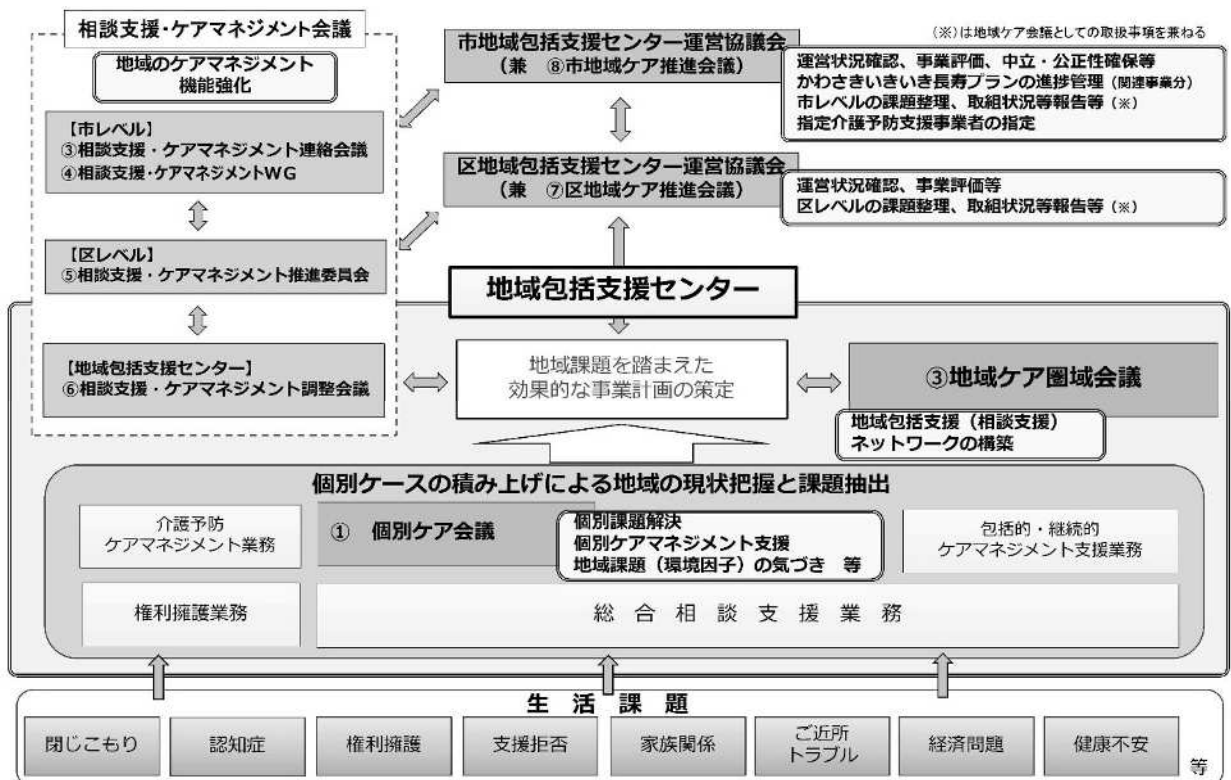 相談支援・ケアマネジメント会議
地域のケアマネジメント
機能強化
【市レベル】
③相談支援・ケアマネジメント連絡会議
④相談支援・ケアマネジメントWG
【区レベル】
⑤相談支援・ケアマネジメント推進委員会
【地域包括支援センター】
⑥相談支援・ケアマネジメント調整会議
(※)は地域ケア会議としての取扱事項を兼ねる
市地域包括支援センター運営協議会
（兼　⑧市地域ケア推進会議）
運営状況確認、事業評価、中立・公正性確保等
かわさきいきいき長寿プランの進捗管理（関連事業分）
市レベルの課題整理、取組状況等報告等（※）
指定介護予防支援事業者の指定
区地域包括支援センター運営協議会
（兼　⑦区地域ケア推進会議）
運営状況確認、事業評価等
区レベルの課題整理、取組状況等報告等（※）
地域包括支援センター
地域課題を踏まえた
効果的な事業計画の策定
③地域ケア圏域会議
地域包括支援（相談支援）
ネットワークの構築
個別ケースの積み上げによる地域の現状把握と課題抽出
介護予防
ケアマネジメント業務
①　個別ケア会議
個別課題解決
個別ケアマネジメント支援
地域課題（環境因子）の気づき　等
包括的・継続的
ケアマネジメント支援業務
権利擁護業務
総合相談支援業務
生活課題
閉じこもり
認知症
権利擁護
支援拒否
家族関係
ご近所
トラブル
経済問題
健康不安
等